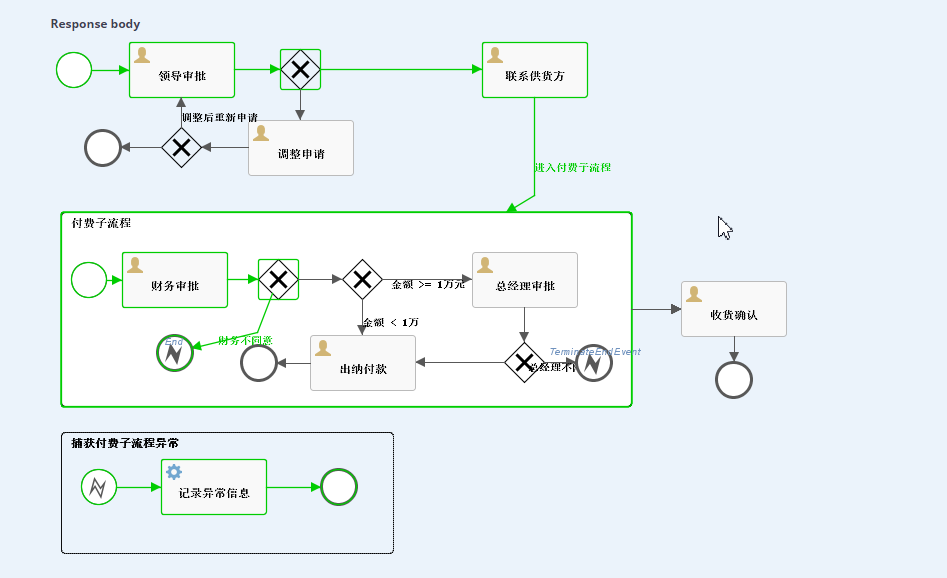 Response body
领导审批
联系供货方
调整后重新申请
调整申请
进入付费子流程
付费子流程
财务审批
金额 >= 1万元
总经理审批
收货确认
金额 < 1万
End
财务不同意
出纳付款
TerminateEndEvent
总经理不
捕获付费子流程异常
记录异常信息